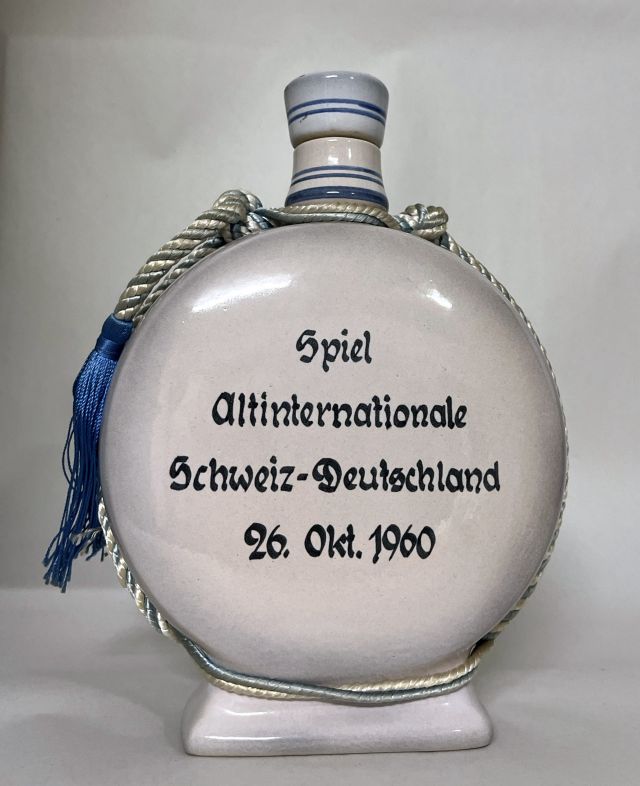 Spiel
Altinternationale
Schweiz-Deutschland
26. Okt. 1960